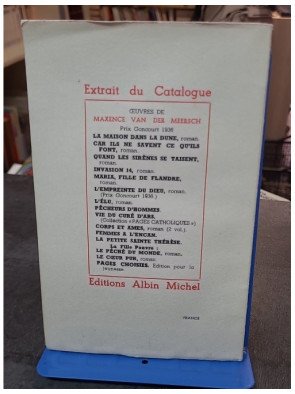 Extrait du Catalogue
ŒUVRES DE
MAXENCE VAN DER MEERSCH
Prix Goncourt 1936
LA MAISON DANS LA DUNE, roman.
CAR ILS NE SAVENT CE QU'ILS
FONT, roman.
QUAND LES SIRÈNES SE TAISENT,
roman.
INVASION 14, roman.
MARIA, FILLE DE FLANDRE,
roman.
L'EMPREINTE DU DIEU, roman.
(Prix Goncourt 1936.)
L'ÉLU, roman.
PÊCHEURS D'HOMMES.
VIE DU CURÉ D'ARS.
(Collection « PAGES CATHOLIQUES »)
CORPS ET AMES, roman (2 vol.).
FEMMES A L'ENCAN.
LA PETITE SAINTE THÉRÈSE.
La Fille Pauvre :
LE PÉCHÉ DU MONDE, roman.
LE CŒUR PUR, roman.
PAGES CHOISIES. Édition pour la
jeunesse.
Editions Albin Michel
FRANCE